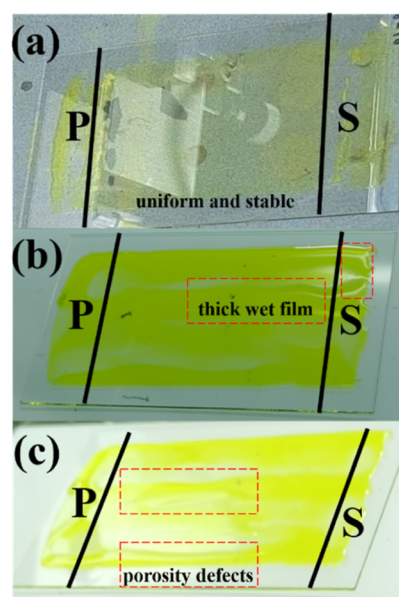 (a)
P
S
uniform and stable
(b)
P
thick wet film
S
(c)
P
S
porosity defects